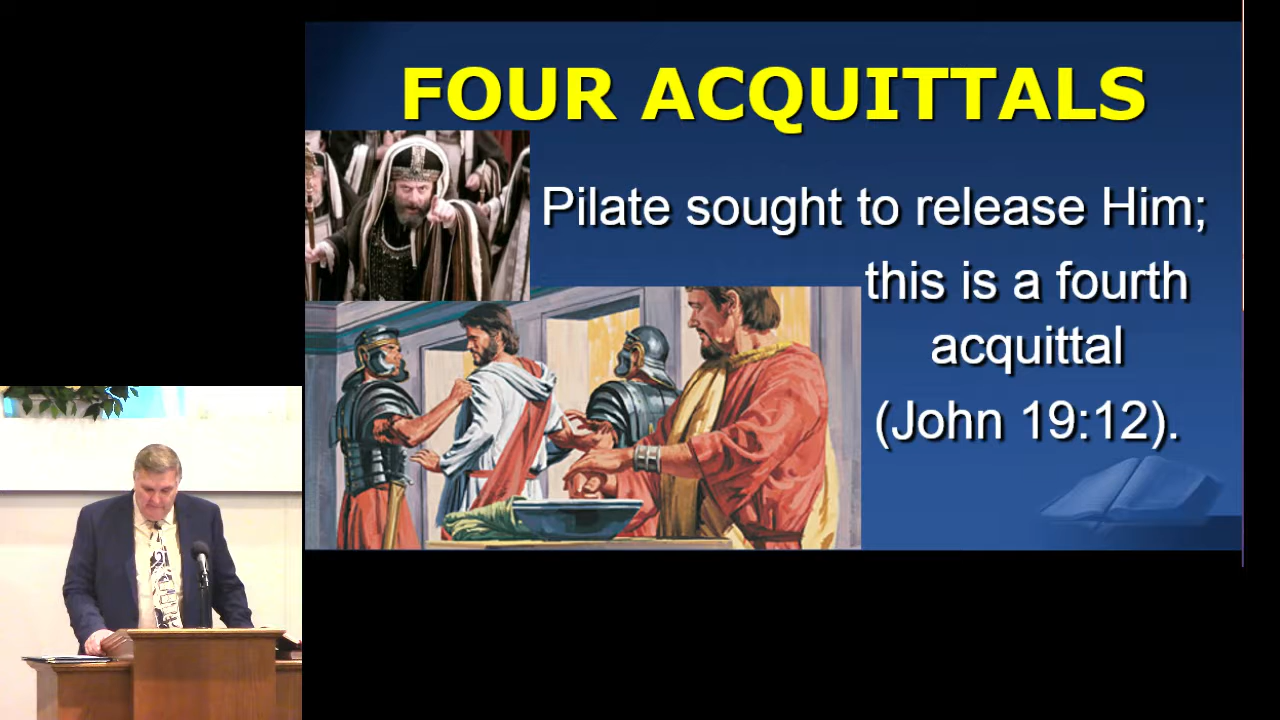 FOUR ACQUITTALS
Pilate sought to release Him;
this is a fourth
acquittal
(John 19:12).